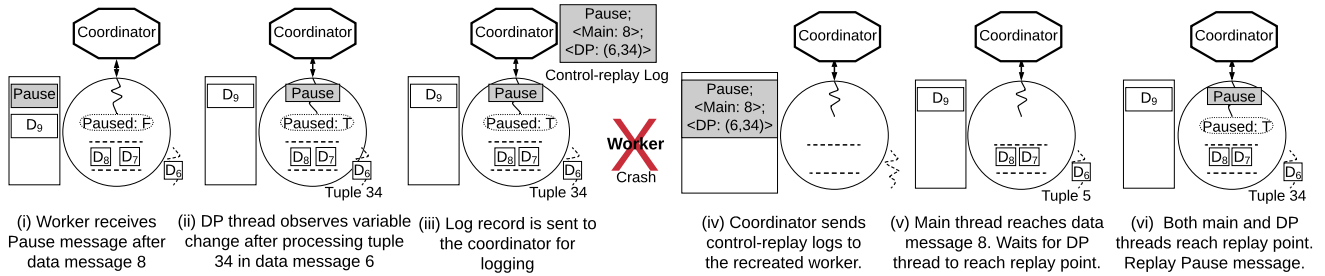 Coordinator
Pause
D9
Paused: F
D8 D7
D6
(i) Worker receives
Pause message after
data message 8
Coordinator
D9
Pause
Paused: T
D8 D7
D6
Tuple 34
(ii) DP thread observes variable
change after processing tuple
34 in data message 6
Coordinator
Pause;
<Main: 8>;
<DP: (6,34)>
Control-replay Log
D9
Pause
Paused: T
D8 D7
D6
Tuple 34
(iii) Log record is sent to
the coordinator for
logging
X
Worker
Crash
Coordinator
Pause;
<Main: 8>;
<DP: (6,34)>
(iv) Coordinator sends
control-replay logs to
the recreated worker.
Coordinator
D9
D8 D7
D6
Tuple 5
(v) Main thread reaches data
message 8. Waits for DP
thread to reach replay point.
Coordinator
D9
Pause
Paused: T
D8 D7
D6
Tuple 34
(vi) Both main and DP
threads reach replay point.
Replay Pause message.